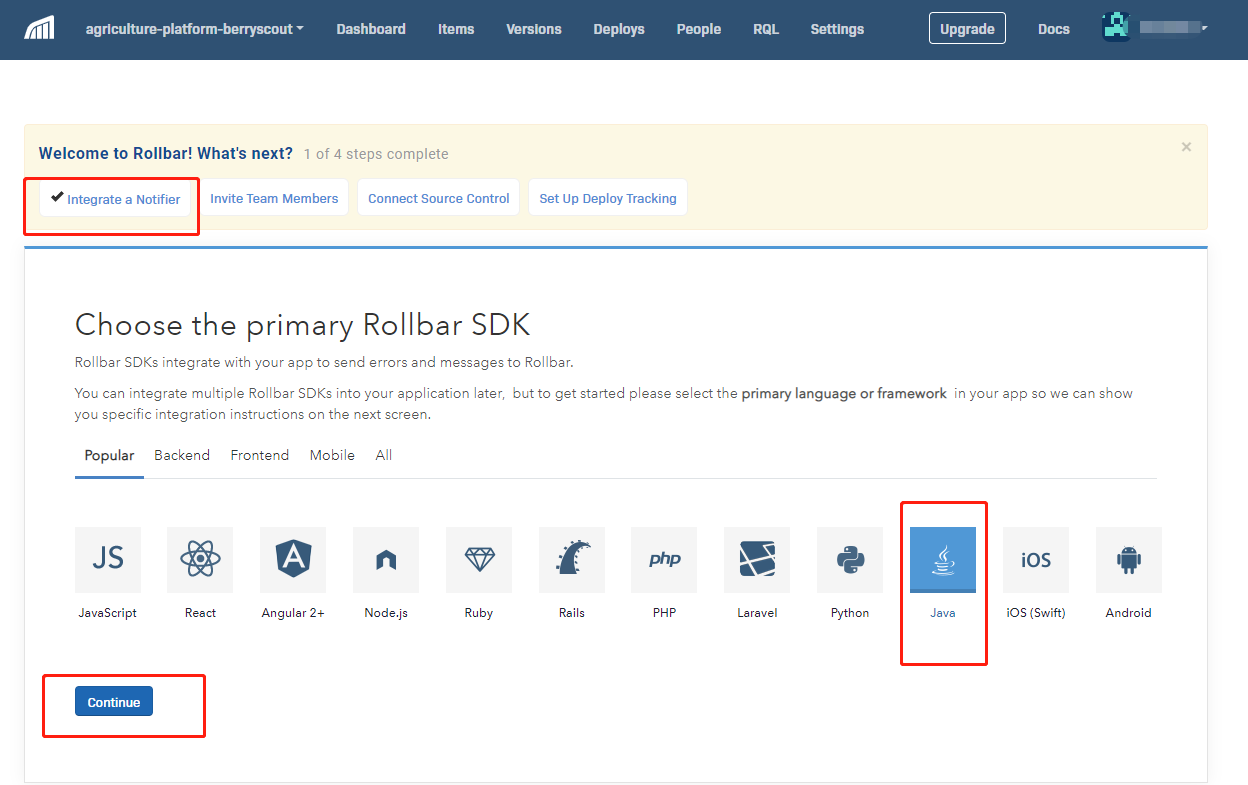 agriculture-platform-berryscout Dashboard Items Versions Deploys People RQL Settings Upgrade Docs
Welcome to Rollbar! What's next? 1 of 4 steps complete ×
Integrate a Notifier Invite Team Members Connect Source Control Set Up Deploy Tracking
Choose the primary Rollbar SDK
Rollbar SDKs integrate with your app to send errors and messages to Rollbar.
You can integrate multiple Rollbar SDKs into your application later, but to get started please select the primary language or framework in your app so we can show
you specific integration instructions on the next screen.
Popular Backend Frontend Mobile All
JS php iOS
JavaScript React Angular 2+ Node.js Ruby Rails PHP Laravel Python Java iOS (Swift) Android
Continue